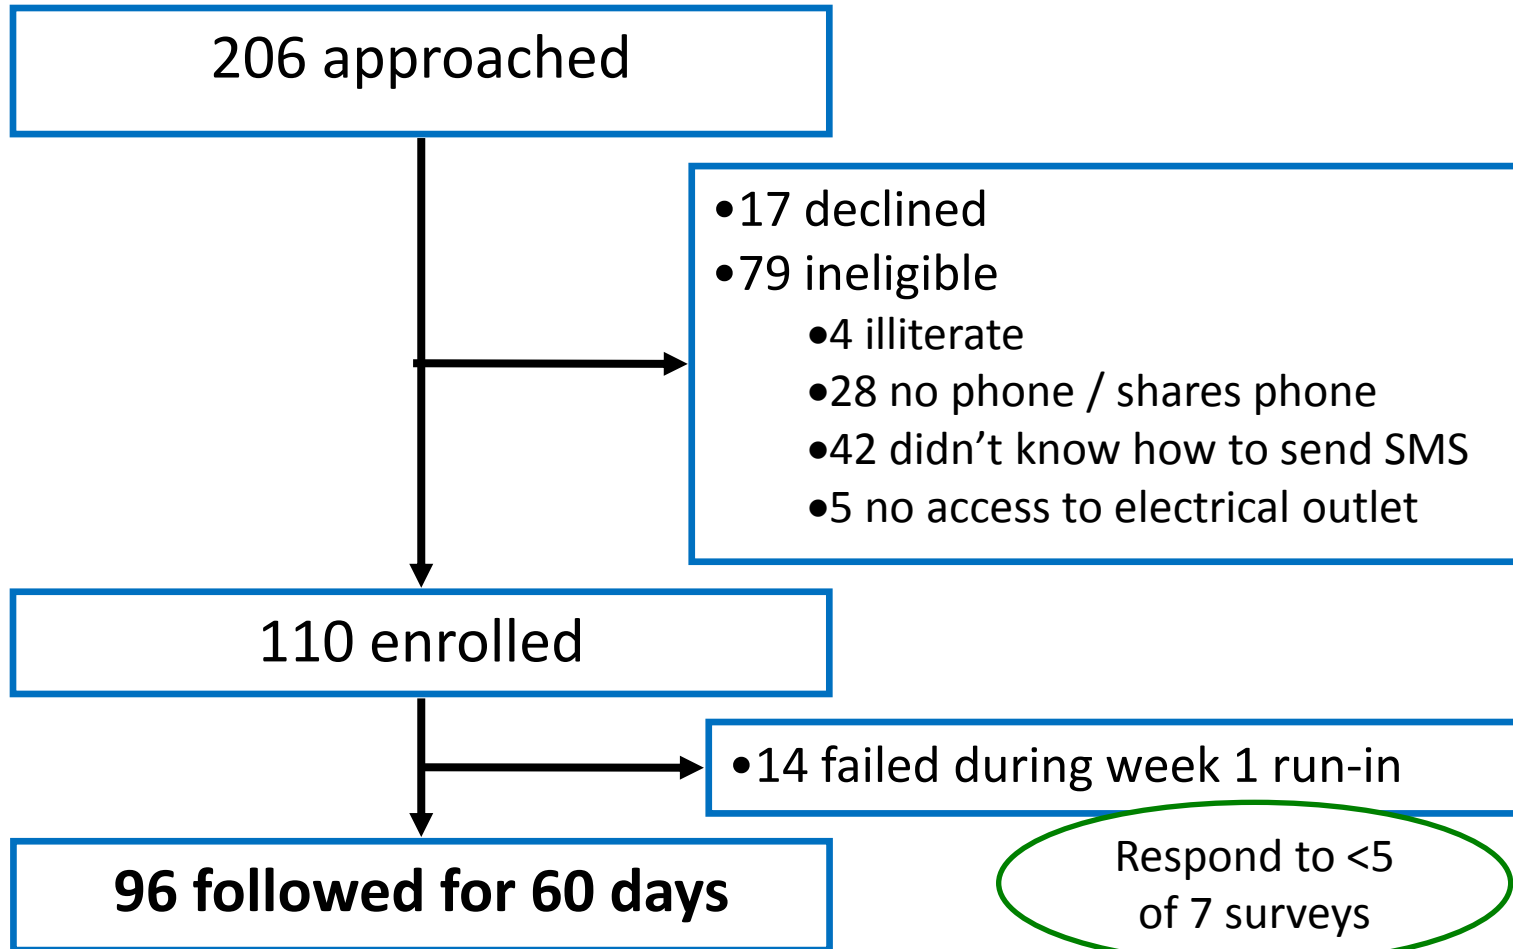 206 approached
•17 declined
•79 ineligible
•4 illiterate
•28 no phone / shares phone
•42 didn’t know how to send SMS
•5 no access to electrical outlet
110 enrolled
•14 failed during week 1 run-in
Respond to <5
of 7 surveys
96 followed for 60 days